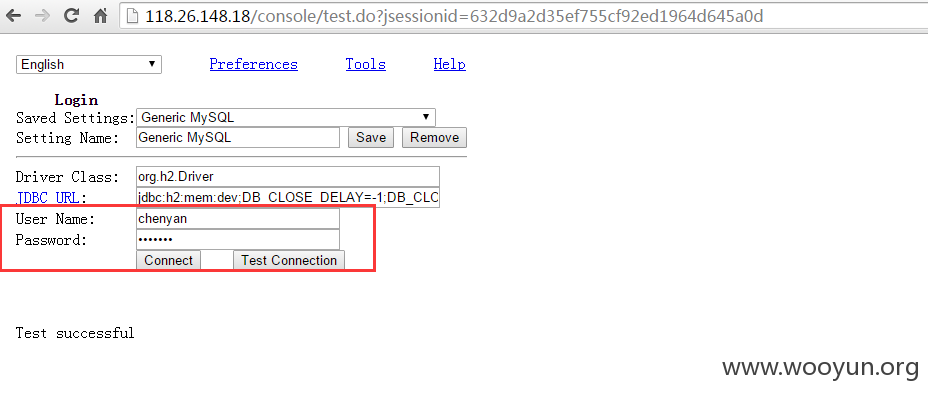 118.26.148.18/console/test.do?jsessionid=632d9a2d35ef755cf92ed1964d645a0d
English Preferences Tools Help
Login
Saved Settings: Generic MySQL
Setting Name: Generic MySQL Save Remove
Driver Class: org.h2.Driver
JDBC URL: jdbc:h2:mem:dev;DB_CLOSE_DELAY=-1;DB_CLO
User Name: chenyan
Password: •••••••
Connect Test Connection
Test successful
www.wooyun.org